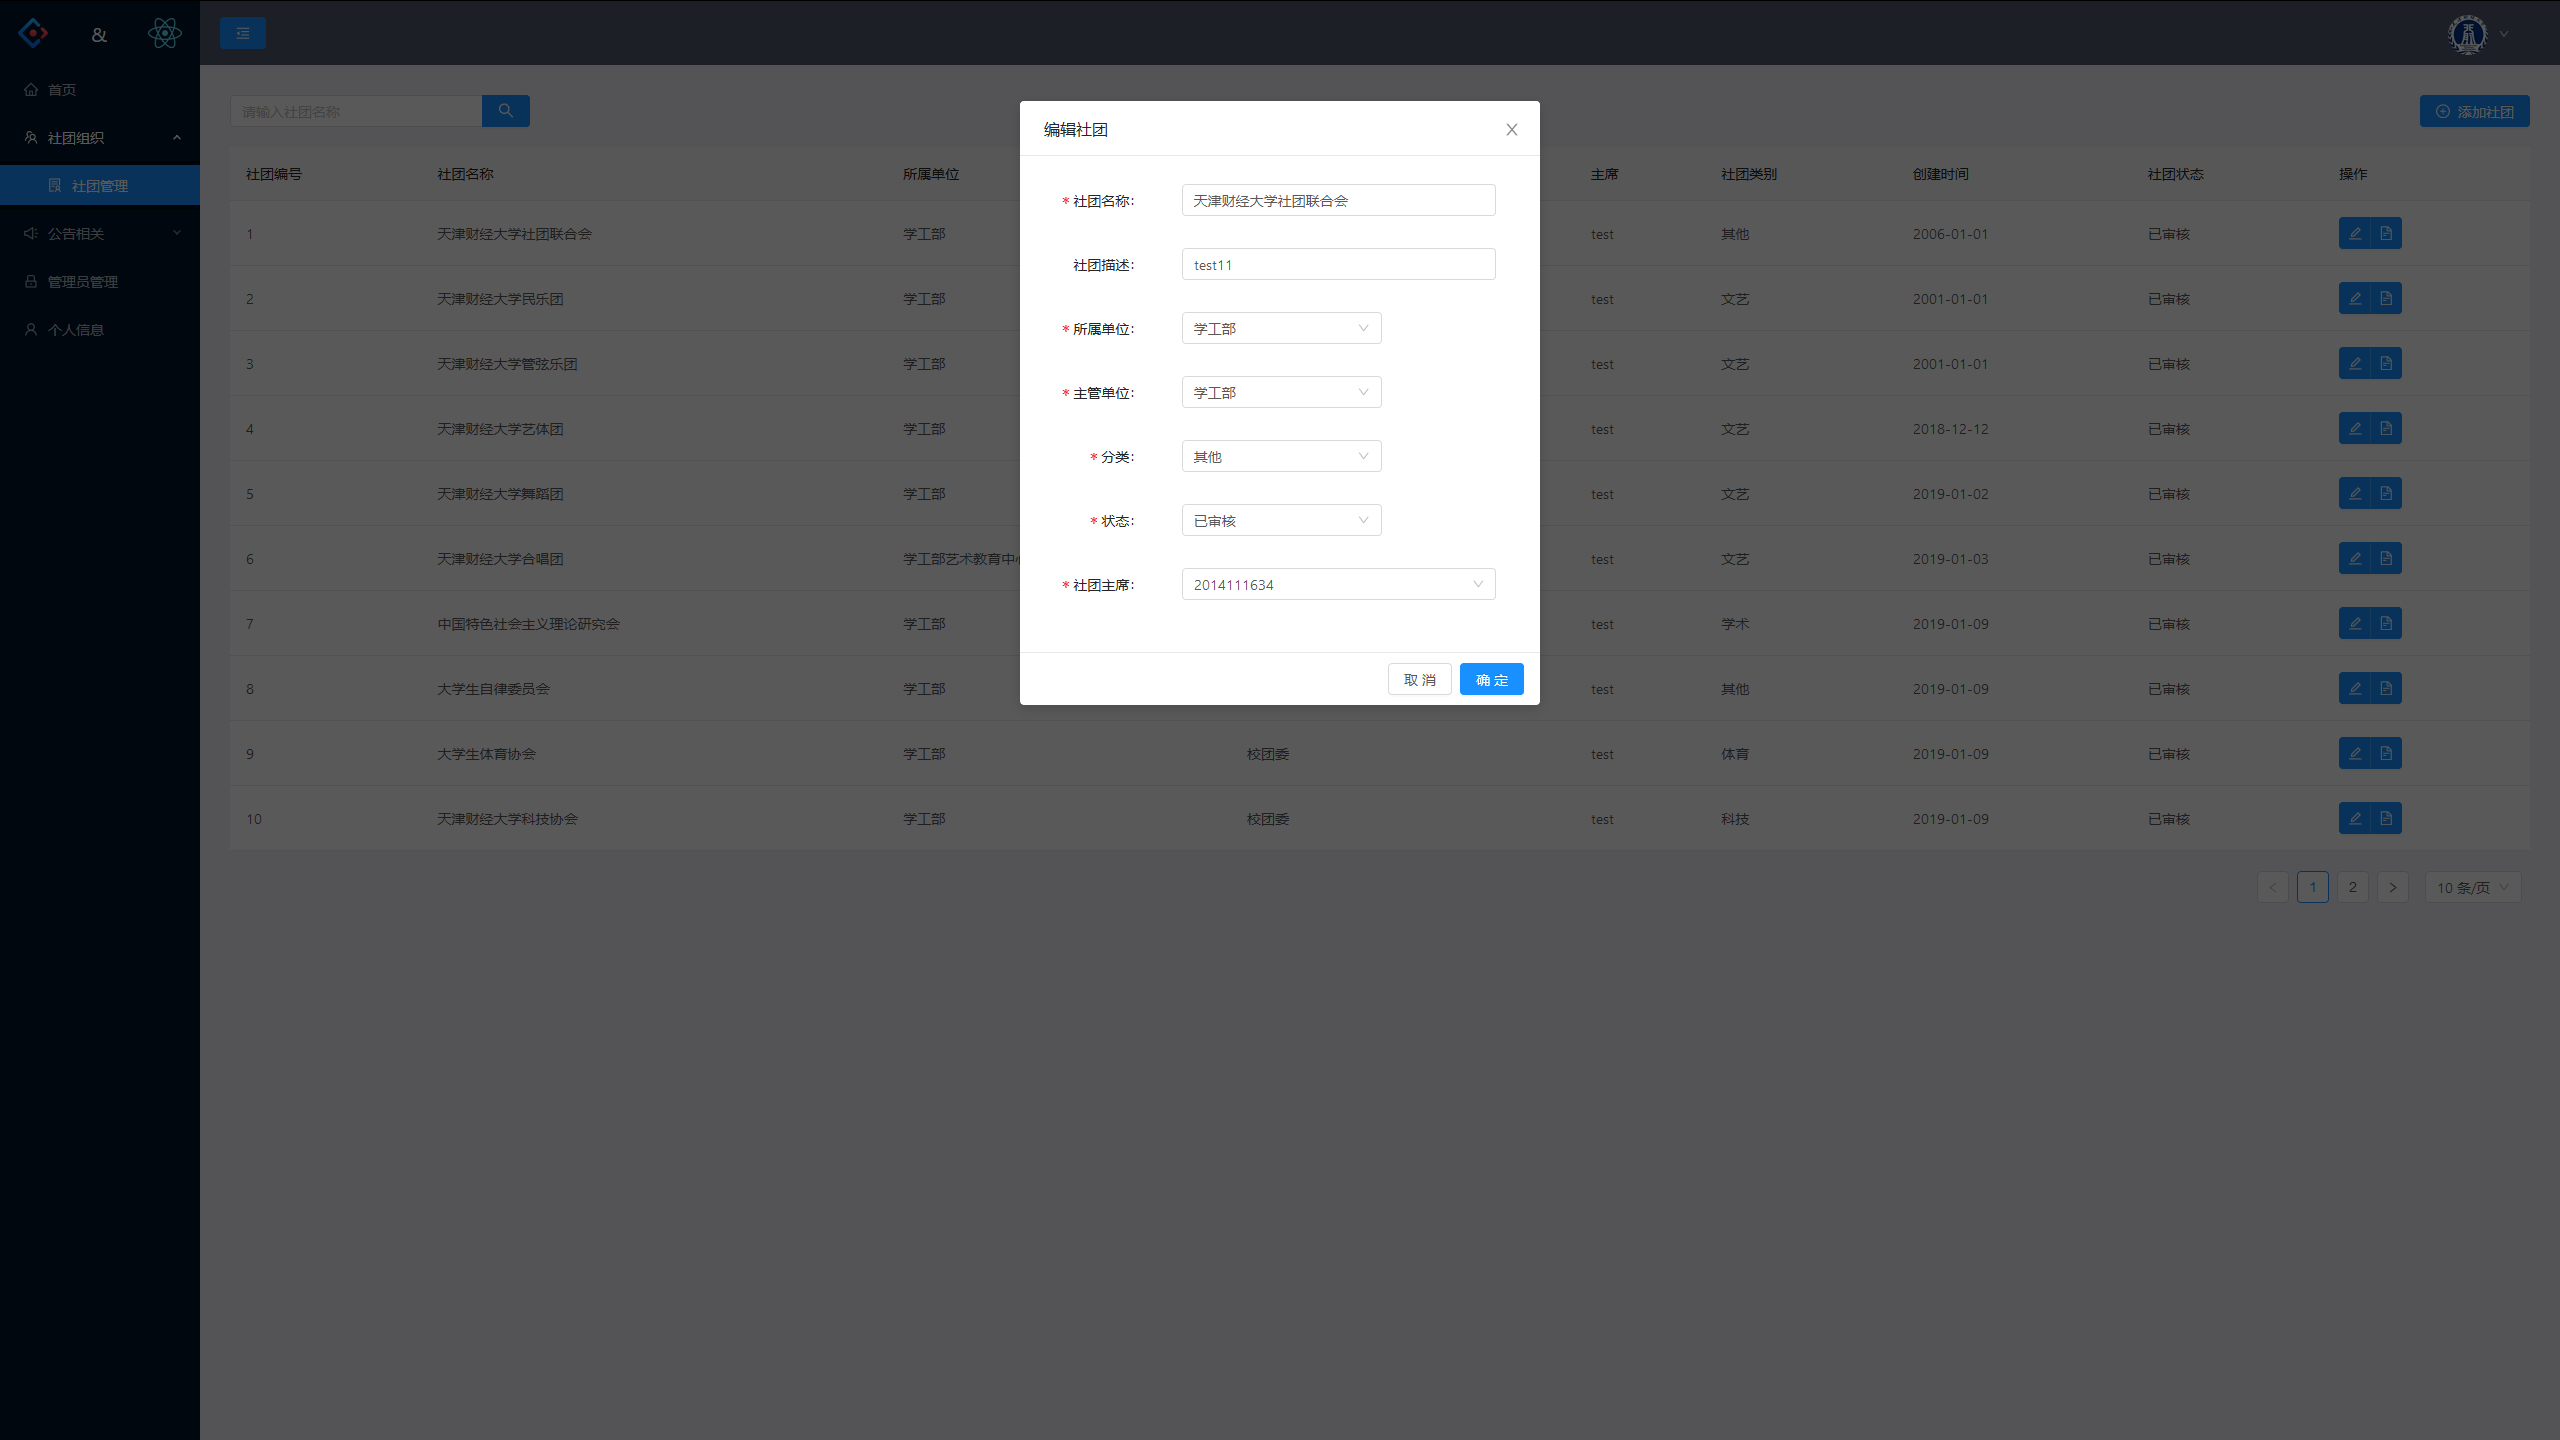 &
首页
社团组织
社团管理
公告相关
管理员管理
个人信息
请输入社团名称
添加社团
社团编号 社团名称 所属单位 主席 社团类别 创建时间 社团状态 操作
1 天津财经大学社团联合会 学工部 test 其他 2006-01-01 已审核
2 天津财经大学民乐团 学工部 test 文艺 2001-01-01 已审核
3 天津财经大学管弦乐团 学工部 test 文艺 2001-01-01 已审核
4 天津财经大学艺体团 学工部 test 文艺 2018-12-12 已审核
5 天津财经大学舞蹈团 学工部 test 文艺 2019-01-02 已审核
6 天津财经大学合唱团 学工部艺术教育中 test 文艺 2019-01-03 已审核
7 中国特色社会主义理论研究会 学工部 test 学术 2019-01-09 已审核
8 大学生自律委员会 学工部 test 其他 2019-01-09 已审核
9 大学生体育协会 学工部 校团委 test 体育 2019-01-09 已审核
10 天津财经大学科技协会 学工部 校团委 test 科技 2019-01-09 已审核
1 2 10 条/页
编辑社团
* 社团名称: 天津财经大学社团联合会
社团描述: test11
* 所属单位: 学工部
* 主管单位: 学工部
* 分类: 其他
* 状态: 已审核
* 社团主席: 2014111634
取 消 确 定